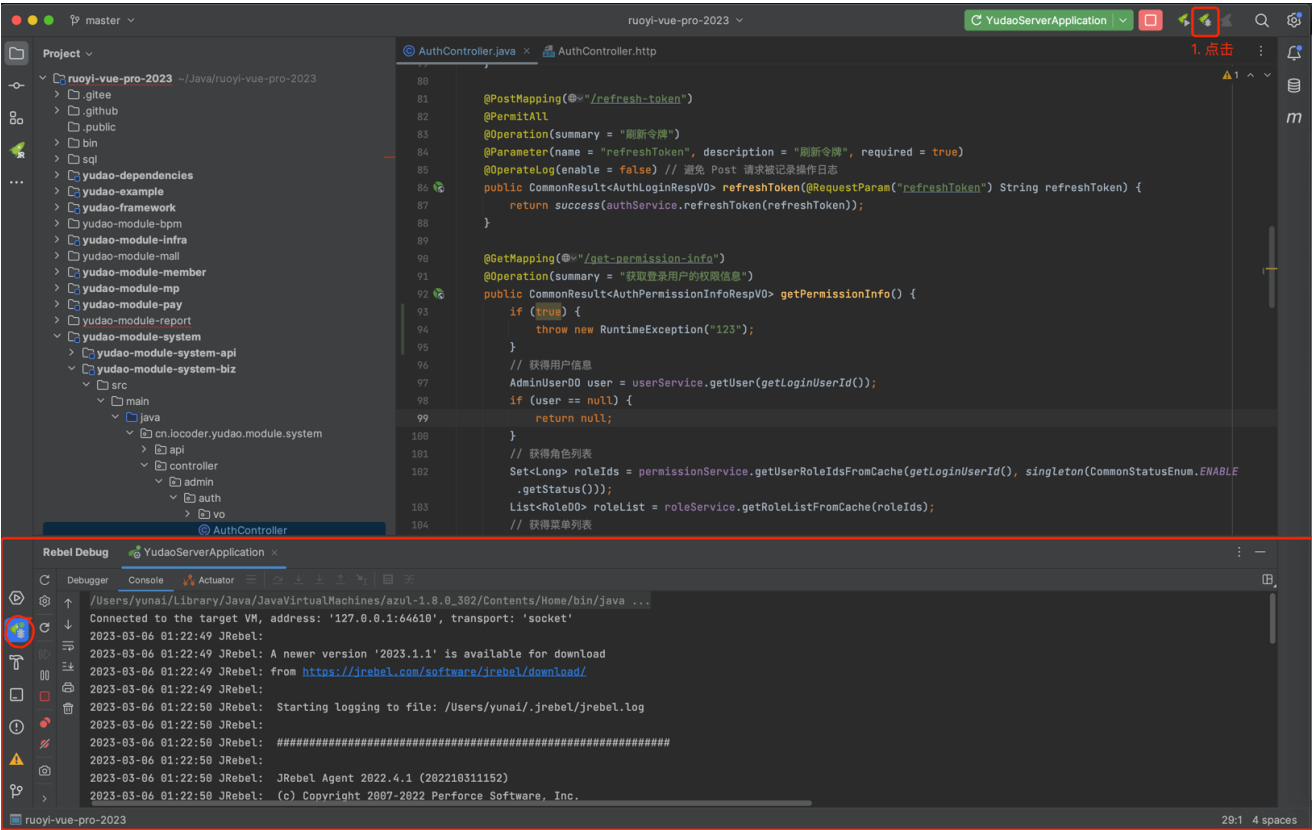 master
ruoyi-vue-pro-2023
YudaoServerApplication
1. 点击
Project
AuthController.java
AuthController.http
ruoyi-vue-pro-2023 ~/Java/ruoyi-vue-pro-2023
.gitee
.github
.public
bin
sql
yudao-dependencies
yudao-example
yudao-framework
yudao-module-bpm
yudao-module-infra
yudao-module-mall
yudao-module-member
yudao-module-mp
yudao-module-pay
yudao-module-report
yudao-module-system
yudao-module-system-api
yudao-module-system-biz
src
main
java
cn.iocoder.yudao.module.system
api
controller
admin
auth
vo
AuthController
1
79 }
80
81 @PostMapping("/refresh-token")
82 @PermitAll
83 @Operation(summary = "刷新令牌")
84 @Parameter(name = "refreshToken", description = "刷新令牌", required = true)
85 @OperateLog(enable = false) // 避免 Post 请求被记录操作日志
86 public CommonResult<AuthLoginRespVO> refreshToken(@RequestParam("refreshToken") String refreshToken) {
87 return success(authService.refreshToken(refreshToken));
88 }
89
90 @GetMapping("/get-permission-info")
91 @Operation(summary = "获取登录用户的权限信息")
92 public CommonResult<AuthPermissionInfoRespVO> getPermissionInfo() {
93 if (true) {
94 throw new RuntimeException("123");
95 }
96 // 获得用户信息
97 AdminUserDO user = userService.getUser(getLoginUserId());
98 if (user == null) {
99 return null;
100 }
101 // 获得角色列表
102 Set<Long> roleIds = permissionService.getUserRoleIdsFromCache(getLoginUserId(), singleton(CommonStatusEnum.ENABLE
.getStatus()));
103 List<RoleDO> roleList = roleService.getRoleListFromCache(roleIds);
104 // 获得菜单列表
Rebel Debug
YudaoServerApplication
Debugger
Console
Actuator
/Users/yunai/Library/Java/JavaVirtualMachines/azul-1.8.0_302/Contents/Home/bin/java ...
Connected to the target VM, address: '127.0.0.1:64610', transport: 'socket'
2023-03-06 01:22:49 JRebel:
2023-03-06 01:22:49 JRebel: A newer version '2023.1.1' is available for download
2023-03-06 01:22:49 JRebel: from https://jrebel.com/software/jrebel/download/
2023-03-06 01:22:49 JRebel:
2023-03-06 01:22:50 JRebel:  Starting logging to file: /Users/yunai/.jrebel/jrebel.log
2023-03-06 01:22:50 JRebel:
2023-03-06 01:22:50 JRebel:  #############################################################
2023-03-06 01:22:50 JRebel:
2023-03-06 01:22:50 JRebel:  JRebel Agent 2022.4.1 (202210311152)
2023-03-06 01:22:50 JRebel:  (c) Copyright 2007-2022 Perforce Software, Inc.
ruoyi-vue-pro-2023
29:1 4 spaces